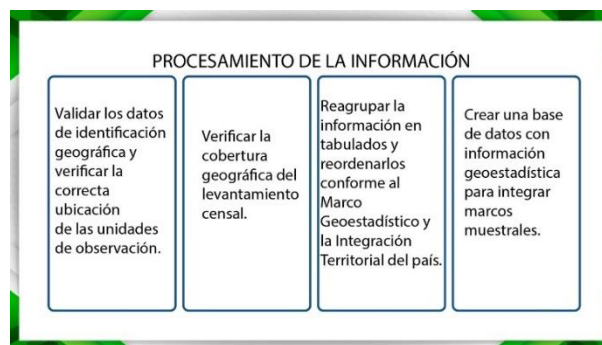 PROCESAMIENTO DE LA INFORMACIÓN
Validar los datos
de identificación
geográfica y
verificar la
correcta
ubicación
de las unidades
de observación.
Verificar la
cobertura
geográfica del
levantamiento
censal.
Reagrupar la
información en
tabulados y
reordenarlos
conforme al
Marco
Geoestadístico y
la Integración
Territorial del país.
Crear una base
de datos con
información
geoestadística
para integrar
marcos
muestrales.